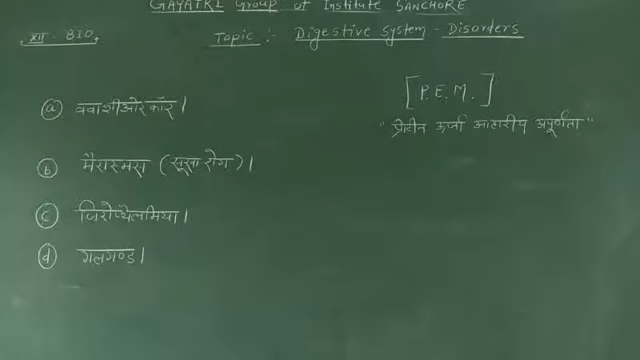 GAYATRI Group of Institute SANCHORE
XII - BIO.
Topic :- Digestive System - Disorders
[P.E.M.]
"प्रोटीन ऊर्जा आहारीय अपूर्णता"
(a) क्वाशीओरकॉर।
(b) मैरास्मस (सूखा रोग)।
(c) जिरोप्थैलमिया।
(d) गलगण्ड।